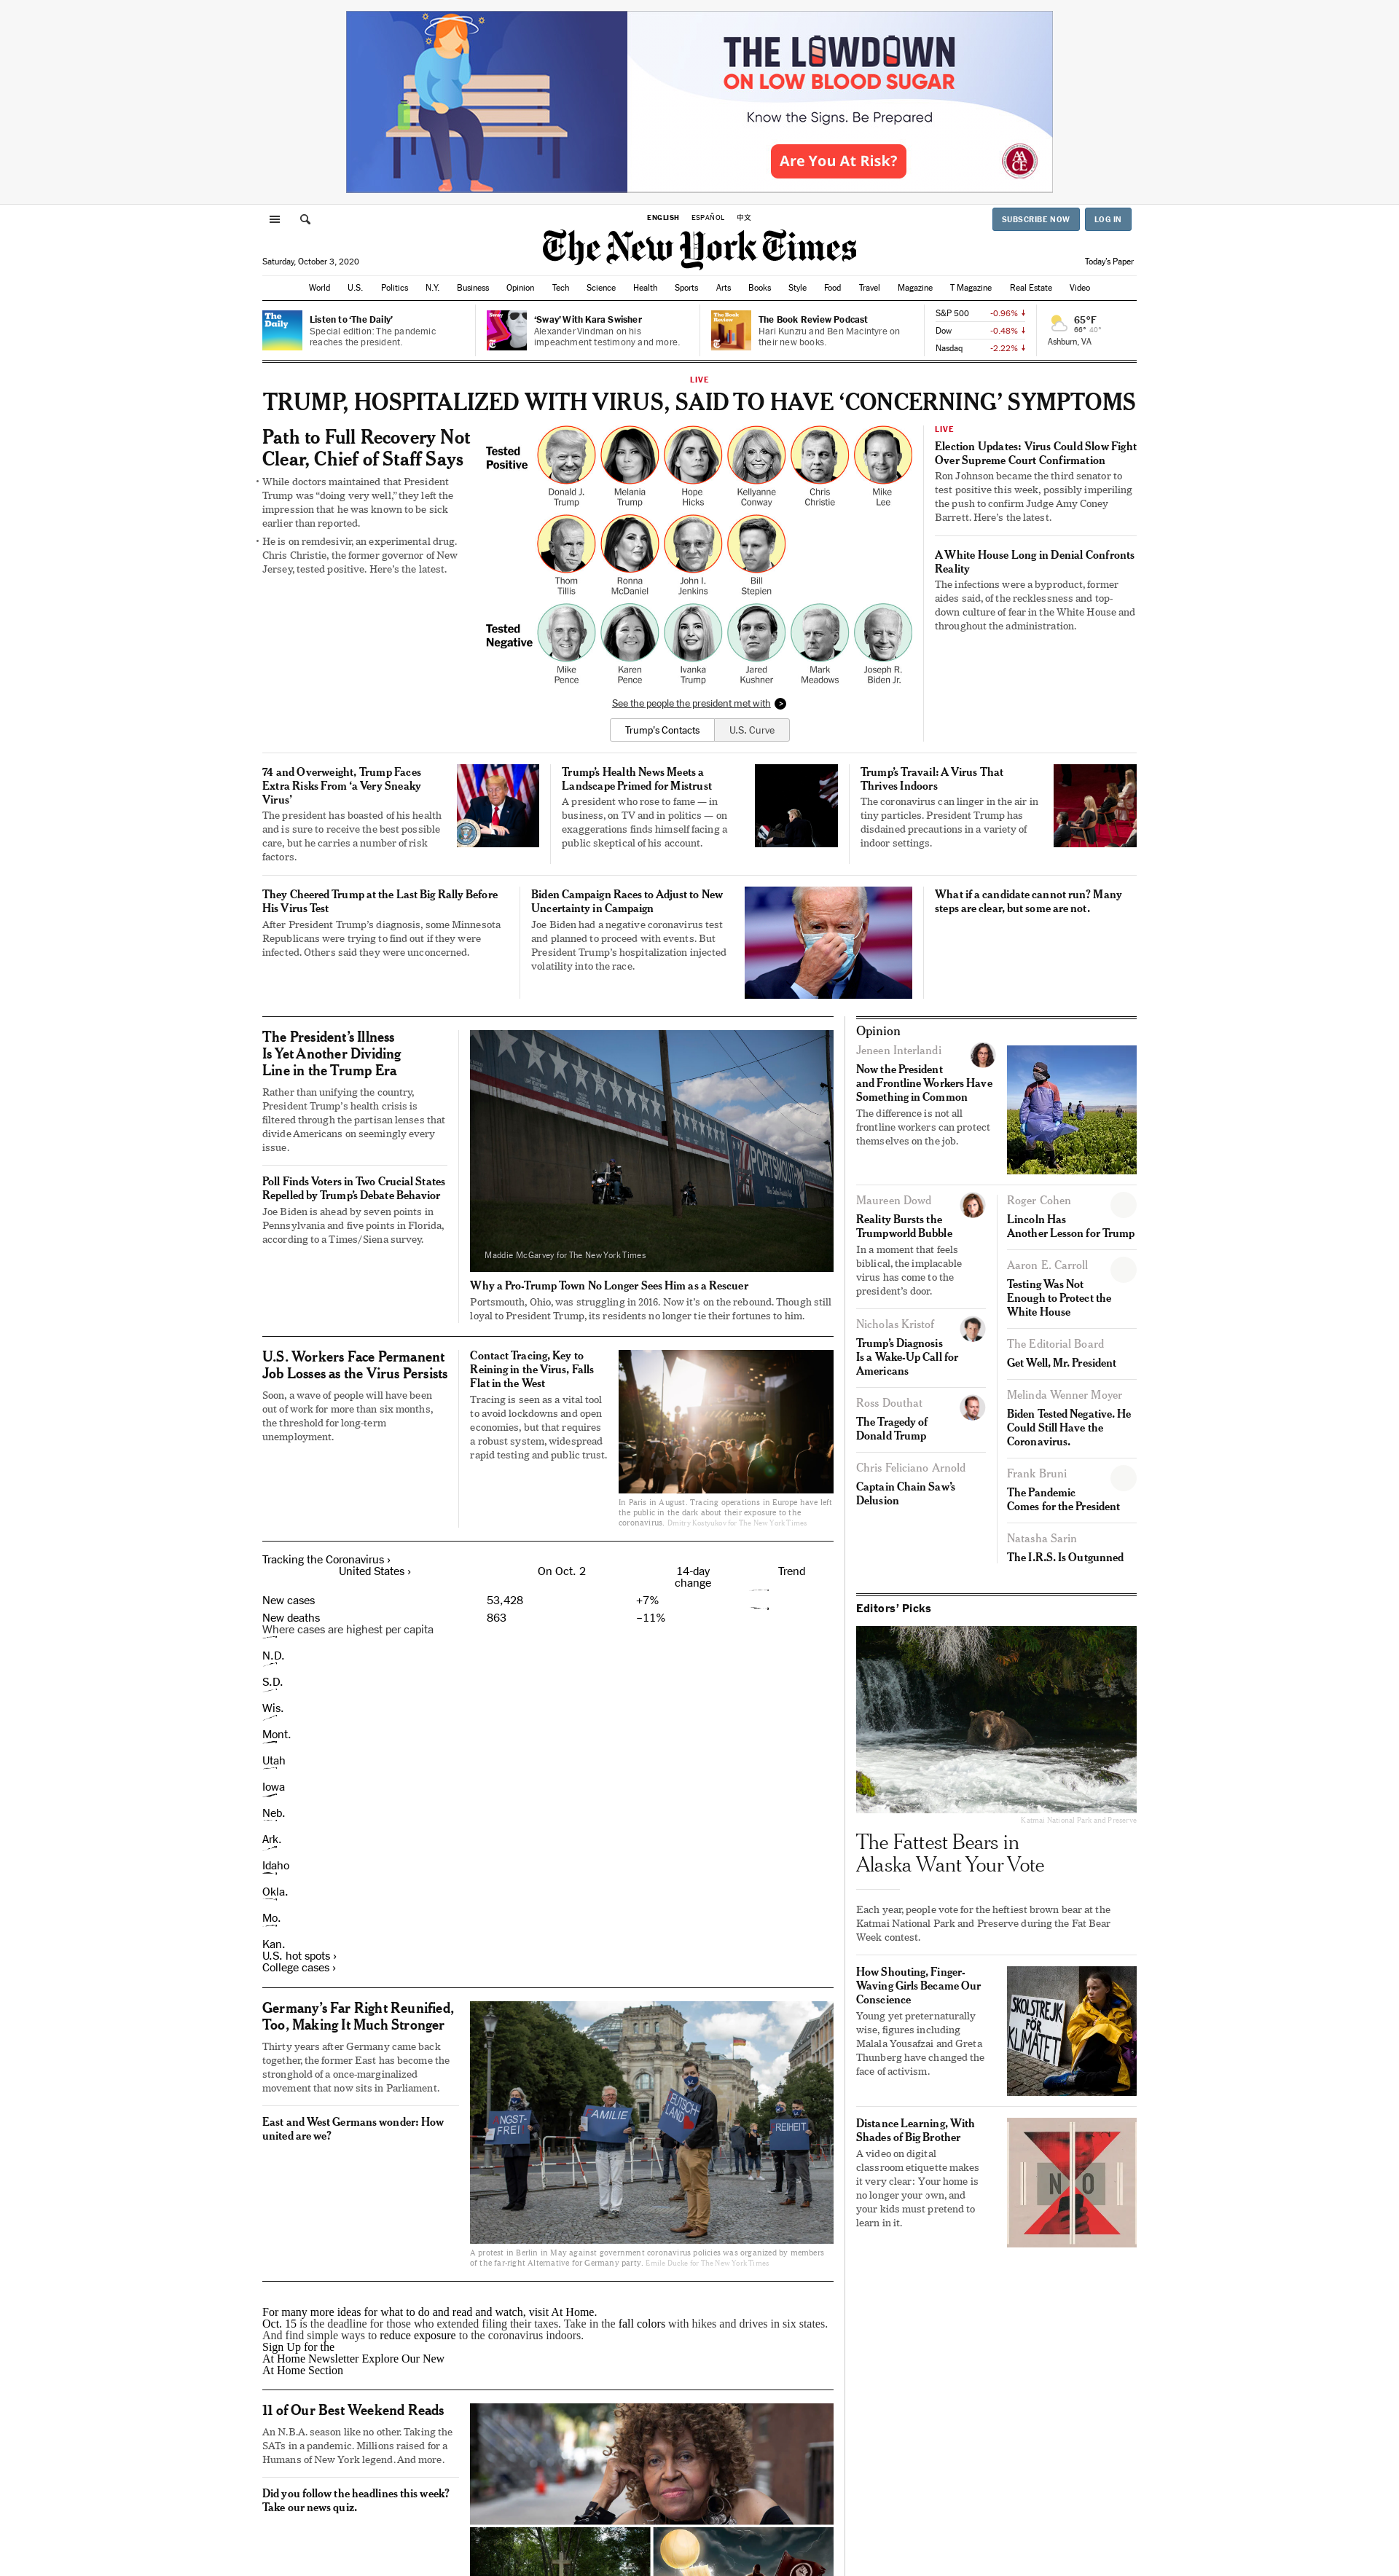 THE LOWDOWN
ON LOW BLOOD SUGAR
Know the Signs. Be Prepared
Are You At Risk?
AACE
ENGLISH ESPAÑOL 中文
SUBSCRIBE NOW LOG IN
The New York Times
Saturday, October 3, 2020
Today's Paper
World U.S. Politics N.Y. Business Opinion Tech Science Health Sports Arts Books Style Food Travel Magazine T Magazine Real Estate Video
The Daily
Listen to ‘The Daily’
Special edition: The pandemic
reaches the president.
Sway
‘Sway’ With Kara Swisher
Alexander Vindman on his
impeachment testimony and more.
The Book Review
The Book Review Podcast
Hari Kunzru and Ben Macintyre on
their new books.
S&P 500 -0.96% ↓
Dow -0.48% ↓
Nasdaq -2.22% ↓
65°F
66° 40°
Ashburn, VA
LIVE
TRUMP, HOSPITALIZED WITH VIRUS, SAID TO HAVE ‘CONCERNING’ SYMPTOMS
Path to Full Recovery Not
Clear, Chief of Staff Says
• While doctors maintained that President
Trump was “doing very well,” they left the
impression that he was known to be sick
earlier than reported.
• He is on remdesivir, an experimental drug.
Chris Christie, the former governor of New
Jersey, tested positive. Here’s the latest.
Tested
Positive
Donald J.
Trump
Melania
Trump
Hope
Hicks
Kellyanne
Conway
Chris
Christie
Mike
Lee
Thom
Tillis
Ronna
McDaniel
John I.
Jenkins
Bill
Stepien
Tested
Negative
Mike
Pence
Karen
Pence
Ivanka
Trump
Jared
Kushner
Mark
Meadows
Joseph R.
Biden Jr.
See the people the president met with >
Trump's Contacts U.S. Curve
LIVE
Election Updates: Virus Could Slow Fight
Over Supreme Court Confirmation
Ron Johnson became the third senator to
test positive this week, possibly imperiling
the push to confirm Judge Amy Coney
Barrett. Here’s the latest.
A White House Long in Denial Confronts
Reality
The infections were a byproduct, former
aides said, of the recklessness and top-
down culture of fear in the White House and
throughout the administration.
74 and Overweight, Trump Faces
Extra Risks From ‘a Very Sneaky
Virus’
The president has boasted of his health
and is sure to receive the best possible
care, but he carries a number of risk
factors.
Trump’s Health News Meets a
Landscape Primed for Mistrust
A president who rose to fame — in
business, on TV and in politics — on
exaggerations finds himself facing a
public skeptical of his account.
Trump’s Travail: A Virus That
Thrives Indoors
The coronavirus can linger in the air in
tiny particles. President Trump has
disdained precautions in a variety of
indoor settings.
They Cheered Trump at the Last Big Rally Before
His Virus Test
After President Trump’s diagnosis, some Minnesota
Republicans were trying to find out if they were
infected. Others said they were unconcerned.
Biden Campaign Races to Adjust to New
Uncertainty in Campaign
Joe Biden had a negative coronavirus test
and planned to proceed with events. But
President Trump’s hospitalization injected
volatility into the race.
What if a candidate cannot run? Many
steps are clear, but some are not.
The President’s Illness
Is Yet Another Dividing
Line in the Trump Era
Rather than unifying the country,
President Trump’s health crisis is
filtered through the partisan lenses that
divide Americans on seemingly every
issue.
Poll Finds Voters in Two Crucial States
Repelled by Trump’s Debate Behavior
Joe Biden is ahead by seven points in
Pennsylvania and five points in Florida,
according to a Times/Siena survey.
PORTSMOUTH
Maddie McGarvey for The New York Times
Why a Pro-Trump Town No Longer Sees Him as a Rescuer
Portsmouth, Ohio, was struggling in 2016. Now it’s on the rebound. Though still
loyal to President Trump, its residents no longer tie their fortunes to him.
U.S. Workers Face Permanent
Job Losses as the Virus Persists
Soon, a wave of people will have been
out of work for more than six months,
the threshold for long-term
unemployment.
Contact Tracing, Key to
Reining in the Virus, Falls
Flat in the West
Tracing is seen as a vital tool
to avoid lockdowns and open
economies, but that requires
a robust system, widespread
rapid testing and public trust.
In Paris in August. Tracing operations in Europe have left
the public in the dark about their exposure to the
coronavirus. Dmitry Kostyukov for The New York Times
Tracking the Coronavirus ›
United States › On Oct. 2 14-day
change Trend
New cases 53,428 +7%
New deaths 863 −11%
Where cases are highest per capita
N.D.
S.D.
Wis.
Mont.
Utah
Iowa
Neb.
Ark.
Idaho
Okla.
Mo.
Kan.
U.S. hot spots ›
College cases ›
Germany’s Far Right Reunified,
Too, Making It Much Stronger
Thirty years after Germany came back
together, the former East has become the
stronghold of a once-marginalized
movement that now sits in Parliament.
East and West Germans wonder: How
united are we?
ANGST-
FREI
FAMILIE
DEUTSCH-
LAND
FREIHEIT
A protest in Berlin in May against government coronavirus policies was organized by members
of the far-right Alternative for Germany party. Emile Ducke for The New York Times
For many more ideas for what to do and read and watch, visit At Home.
Oct. 15 is the deadline for those who extended filing their taxes. Take in the fall colors with hikes and drives in six states.
And find simple ways to reduce exposure to the coronavirus indoors.
Sign Up for the
At Home Newsletter Explore Our New
At Home Section
11 of Our Best Weekend Reads
An N.B.A. season like no other. Taking the
SATs in a pandemic. Millions raised for a
Humans of New York legend. And more.
Did you follow the headlines this week?
Take our news quiz.
Opinion
Jeneen Interlandi
Now the President
and Frontline Workers Have
Something in Common
The difference is not all
frontline workers can protect
themselves on the job.
Maureen Dowd
Reality Bursts the
Trumpworld Bubble
In a moment that feels
biblical, the implacable
virus has come to the
president’s door.
Nicholas Kristof
Trump’s Diagnosis
Is a Wake-Up Call for
Americans
Ross Douthat
The Tragedy of
Donald Trump
Chris Feliciano Arnold
Captain Chain Saw’s
Delusion
Roger Cohen
Lincoln Has
Another Lesson for Trump
Aaron E. Carroll
Testing Was Not
Enough to Protect the
White House
The Editorial Board
Get Well, Mr. President
Melinda Wenner Moyer
Biden Tested Negative. He
Could Still Have the
Coronavirus.
Frank Bruni
The Pandemic
Comes for the President
Natasha Sarin
The I.R.S. Is Outgunned
Editors’ Picks
Katmai National Park and Preserve
The Fattest Bears in
Alaska Want Your Vote
Each year, people vote for the heftiest brown bear at the
Katmai National Park and Preserve during the Fat Bear
Week contest.
How Shouting, Finger-
Waving Girls Became Our
Conscience
Young yet preternaturally
wise, figures including
Malala Yousafzai and Greta
Thunberg have changed the
face of activism.
SKOLSTREJK
FÖR
KLIMATET
Distance Learning, With
Shades of Big Brother
A video on digital
classroom etiquette makes
it very clear: Your home is
no longer your own, and
your kids must pretend to
learn in it.
NO